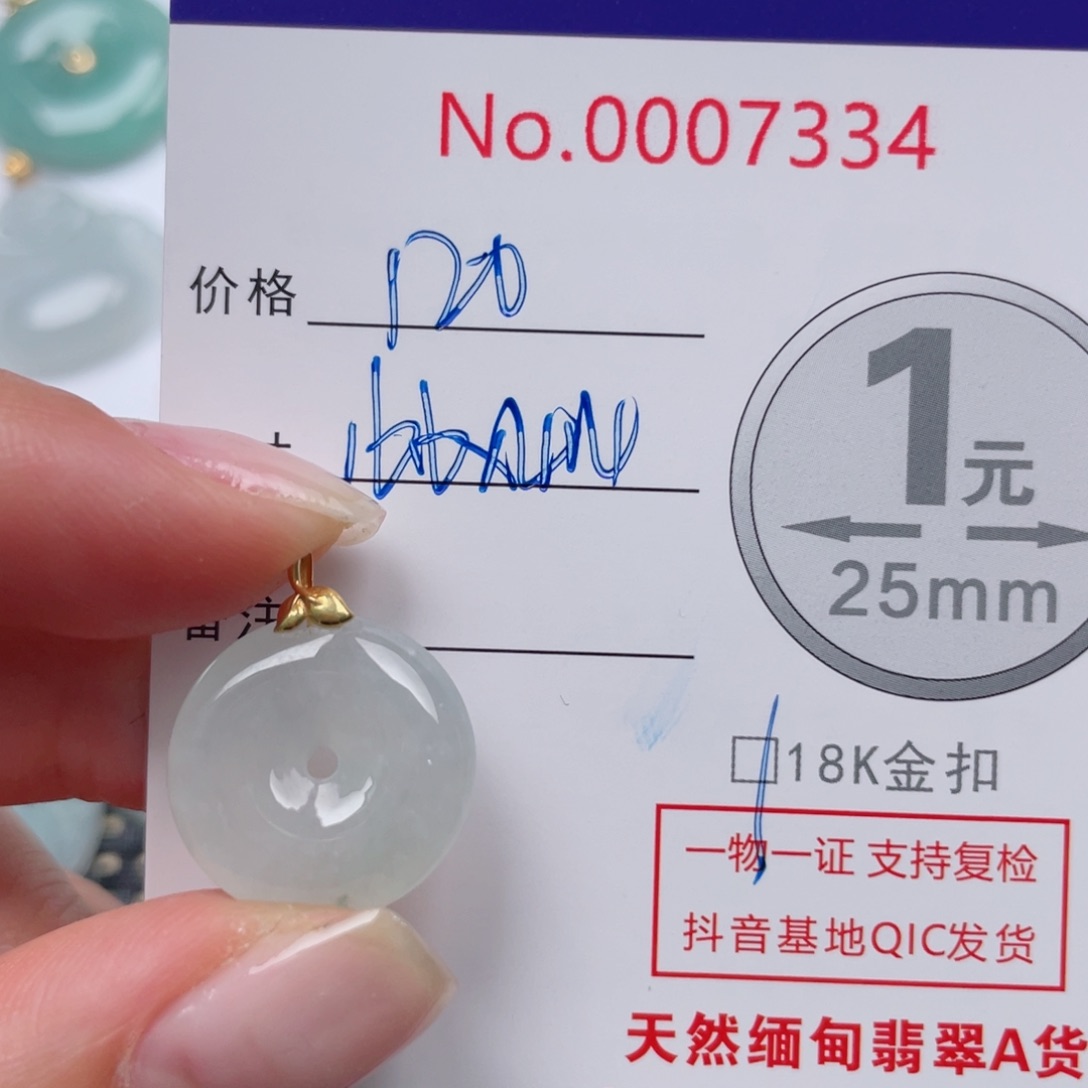 No.0007334
价格 120
备注
1元
25mm
18K金扣
一物一证 支持复检
抖音基地QIC发货
天然缅甸翡翠A货